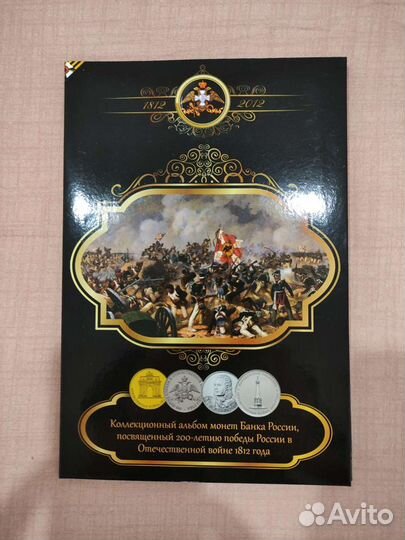 1812 2012
Коллекционный альбом монет Банка России,
посвященный 200-летию победы России в
Отечественной войне 1812 года
Avito